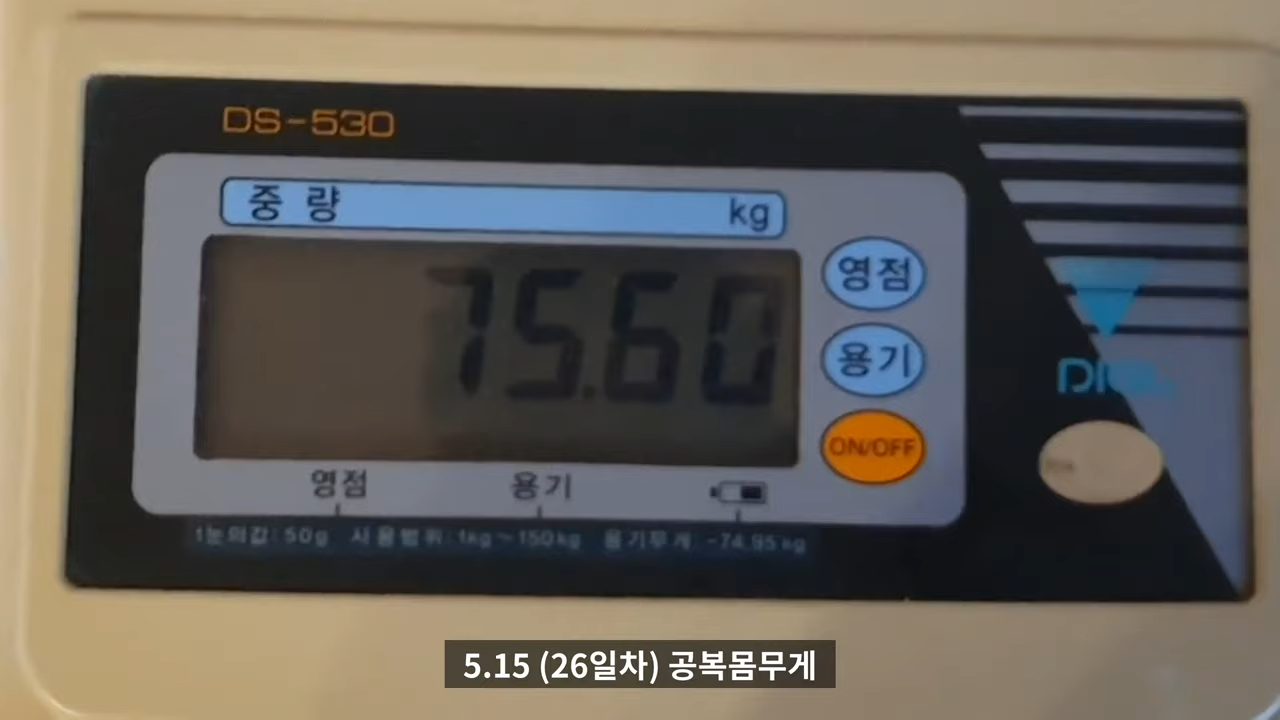 DS-530
중 량 kg
75.60
영점
용기
ON/OFF
영점 용기
1눈의값: 50g 사용범위: 1kg~150kg 용기무게: -74.95kg
5.15 (26일차) 공복몸무게